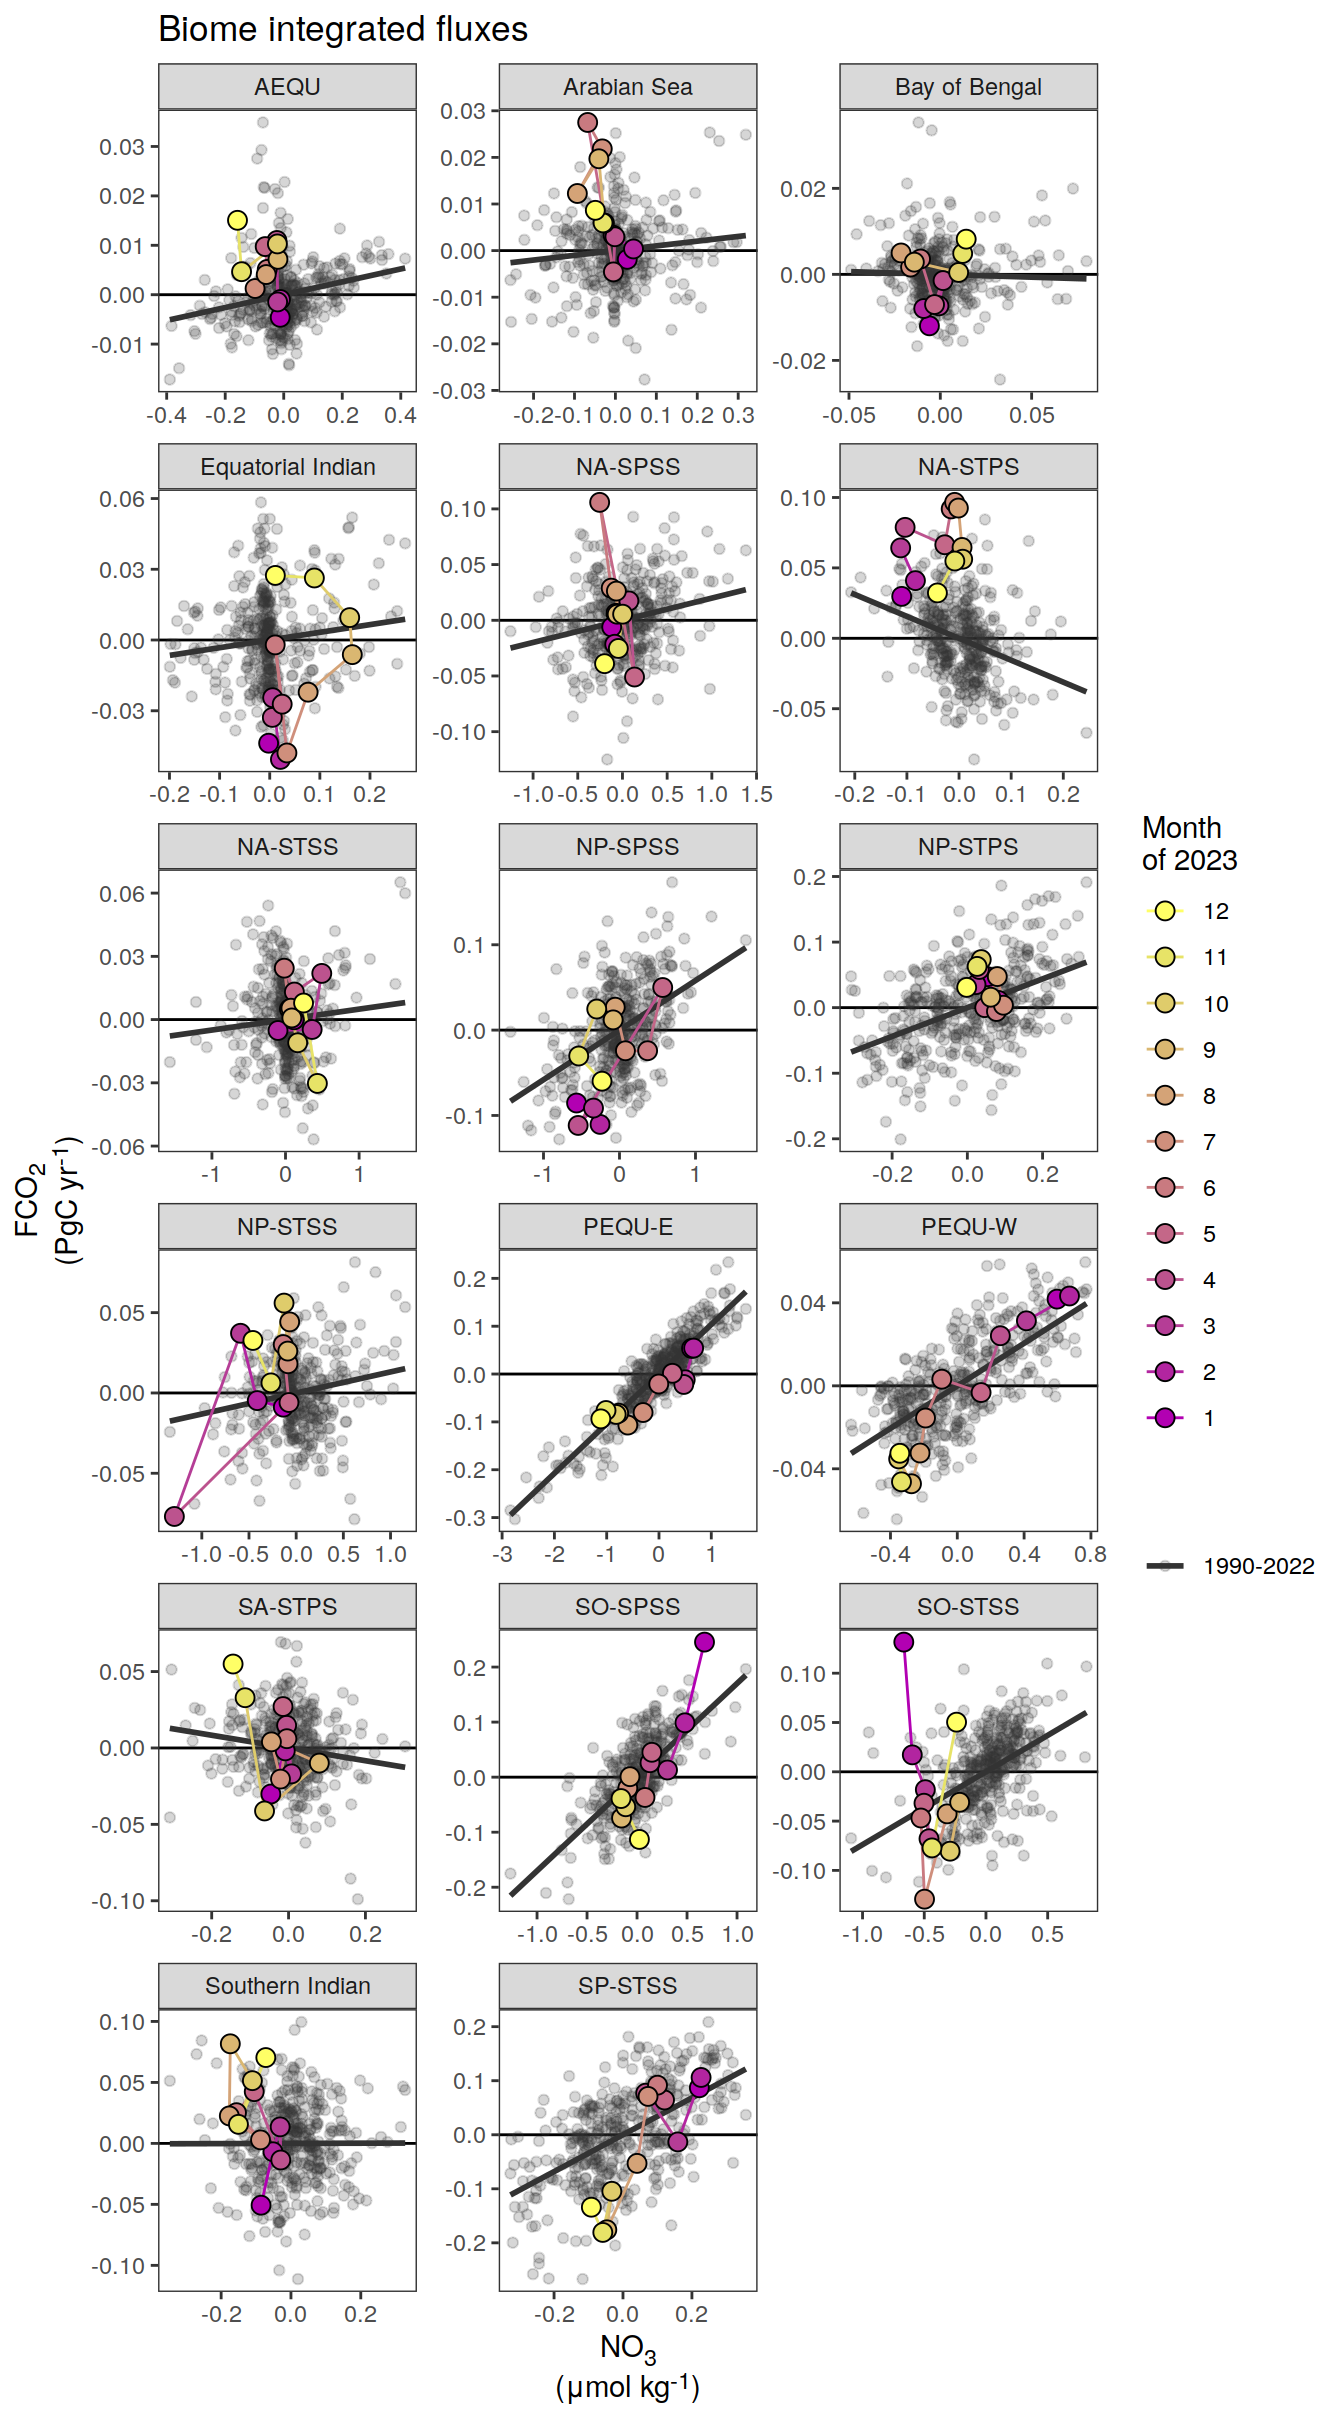 Biome integrated fluxes
AEQU
Arabian Sea
Bay of Bengal
0.03
0.02
0.01
0.00
-0.01
0.03
0.02
0.01
0.00
-0.01
-0.02
-0.03
0.02
0.00
-0.02
-0.4 -0.2 0.0 0.2 0.4
-0.2 -0.1 0.0 0.1 0.2 0.3
-0.05 0.00 0.05
Equatorial Indian
NA-SPSS
NA-STPS
0.06
0.03
0.00
-0.03
0.10
0.05
0.00
-0.05
-0.10
0.10
0.05
0.00
-0.05
-0.2 -0.1 0.0 0.1 0.2
-1.0 -0.5 0.0 0.5 1.0 1.5
-0.2 -0.1 0.0 0.1 0.2
NA-STSS
NP-SPSS
NP-STPS
0.06
0.03
0.00
-0.03
-0.06
0.1
0.0
-0.1
0.2
0.1
0.0
-0.1
-0.2
-1 0 1
-1 0 1
-0.2 0.0 0.2
NP-STSS
PEQU-E
PEQU-W
0.05
0.00
-0.05
0.2
0.1
0.0
-0.1
-0.2
-0.3
0.04
0.00
-0.04
-1.0 -0.5 0.0 0.5 1.0
-3 -2 -1 0 1
-0.4 0.0 0.4 0.8
SA-STPS
SO-SPSS
SO-STSS
0.05
0.00
-0.05
-0.10
0.2
0.1
0.0
-0.1
-0.2
0.10
0.05
0.00
-0.05
-0.10
-0.2 0.0 0.2
-1.0 -0.5 0.0 0.5 1.0
-1.0 -0.5 0.0 0.5
Southern Indian
SP-STSS
0.10
0.05
0.00
-0.05
-0.10
0.2
0.1
0.0
-0.1
-0.2
-0.2 0.0 0.2
-0.2 0.0 0.2
FCO₂
(PgC yr⁻¹)
NO₃
(µmol kg⁻¹)
Month
of 2023
12
11
10
9
8
7
6
5
4
3
2
1
1990-2022